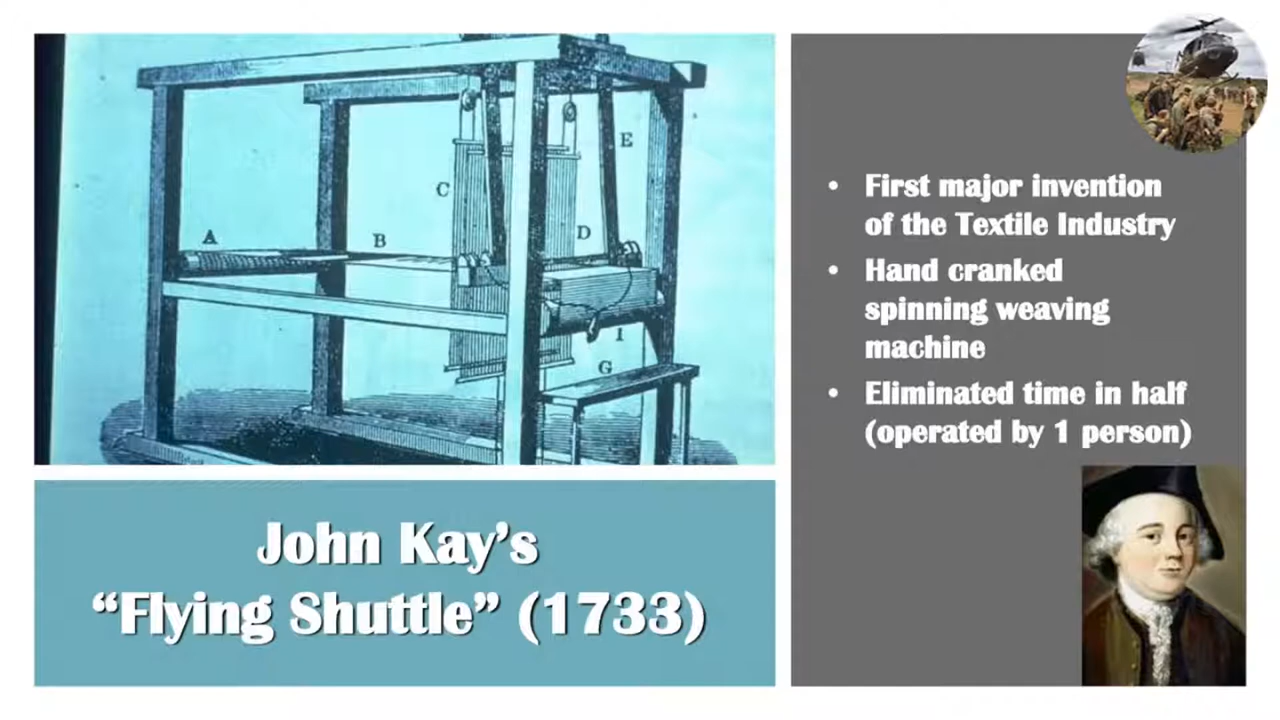 A
B
C
D
E
G
I
• First major invention
of the Textile Industry
• Hand cranked
spinning weaving
machine
• Eliminated time in half
(operated by 1 person)
John Kay’s
“Flying Shuttle” (1733)